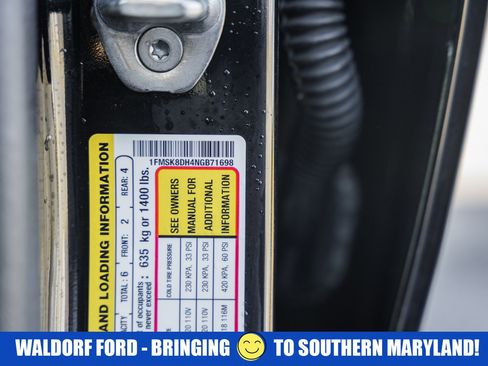 1FMSK8DH4NGB71698
AND LOADING INFORMATION
REAR: 4
FRONT: 2
TOTAL: 6
of occupants :
never exceed :
635 kg or 1400 lbs.
SEE OWNERS
MANUAL FOR
ADDITIONAL
INFORMATION
COLD TIRE PRESSURE
230 KPA, 33 PSI
230 KPA, 33 PSI
420 KPA, 60 PSI
WALDORF FORD - BRINGING TO SOUTHERN MARYLAND!